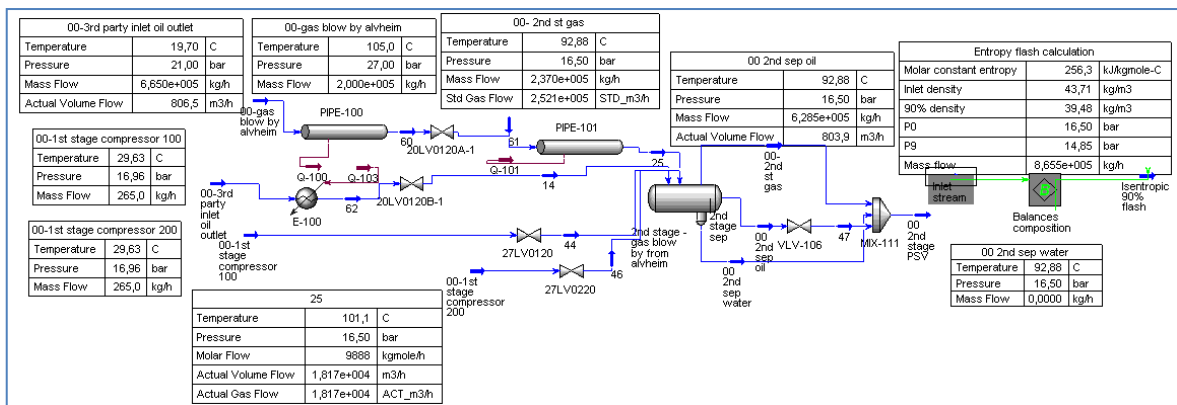 00-3rd party inlet oil outlet
Temperature 19,70 C
Pressure 21,00 bar
Mass Flow 6,650e+005 kg/h
Actual Volume Flow 806,5 m3/h
00-gas blow by alvheim
Temperature 105,0 C
Pressure 27,00 bar
Mass Flow 2,000e+005 kg/h
00- 2nd st gas
Temperature 92,88 C
Pressure 16,50 bar
Mass Flow 2,370e+005 kg/h
Std Gas Flow 2,521e+005 STD_m3/h
00 2nd sep oil
Temperature 92,88 C
Pressure 16,50 bar
Mass Flow 6,285e+005 kg/h
Actual Volume Flow 803,9 m3/h
Entropy flash calculation
Molar constant entropy 256,3 kJ/kgmole-C
Inlet density 43,71 kg/m3
90% density 39,48 kg/m3
P0 16,50 bar
P9 14,85 bar
Mass flow 8,655e+005 kg/h
00-gas blow by
alvheim
PIPE-100
60
20LV0120A-1
61
PIPE-101
25
00-
2nd
st gas
Inlet
stream
Balances
composition
Isentropic
90%
flash
00-1st stage compressor 100
Temperature 29,63 C
Pressure 16,96 bar
Mass Flow 265,0 kg/h
Q-100
Q-103
Q-101
14
00-3rd
party
inlet
oil
outlet
E-100
62
20LV0120B-1
00-1st stage compressor 200
Temperature 29,63 C
Pressure 16,96 bar
Mass Flow 265,0 kg/h
00-1st
stage
compressor
100
44
27LV0120
46
00-1st
stage
compressor
200
27LV0220
2nd stage -
gas blow
by from
alvheim
2nd
stage
sep
00
2nd
sep
oil
VLV-106
47
MIX-111
00
2nd
stage
PSV
00
2nd
sep
water
00 2nd sep water
Temperature 92,88 C
Pressure 16,50 bar
Mass Flow 0,0000 kg/h
25
Temperature 101,1 C
Pressure 16,50 bar
Molar Flow 9888 kgmole/h
Actual Volume Flow 1,817e+004 m3/h
Actual Gas Flow 1,817e+004 ACT_m3/h